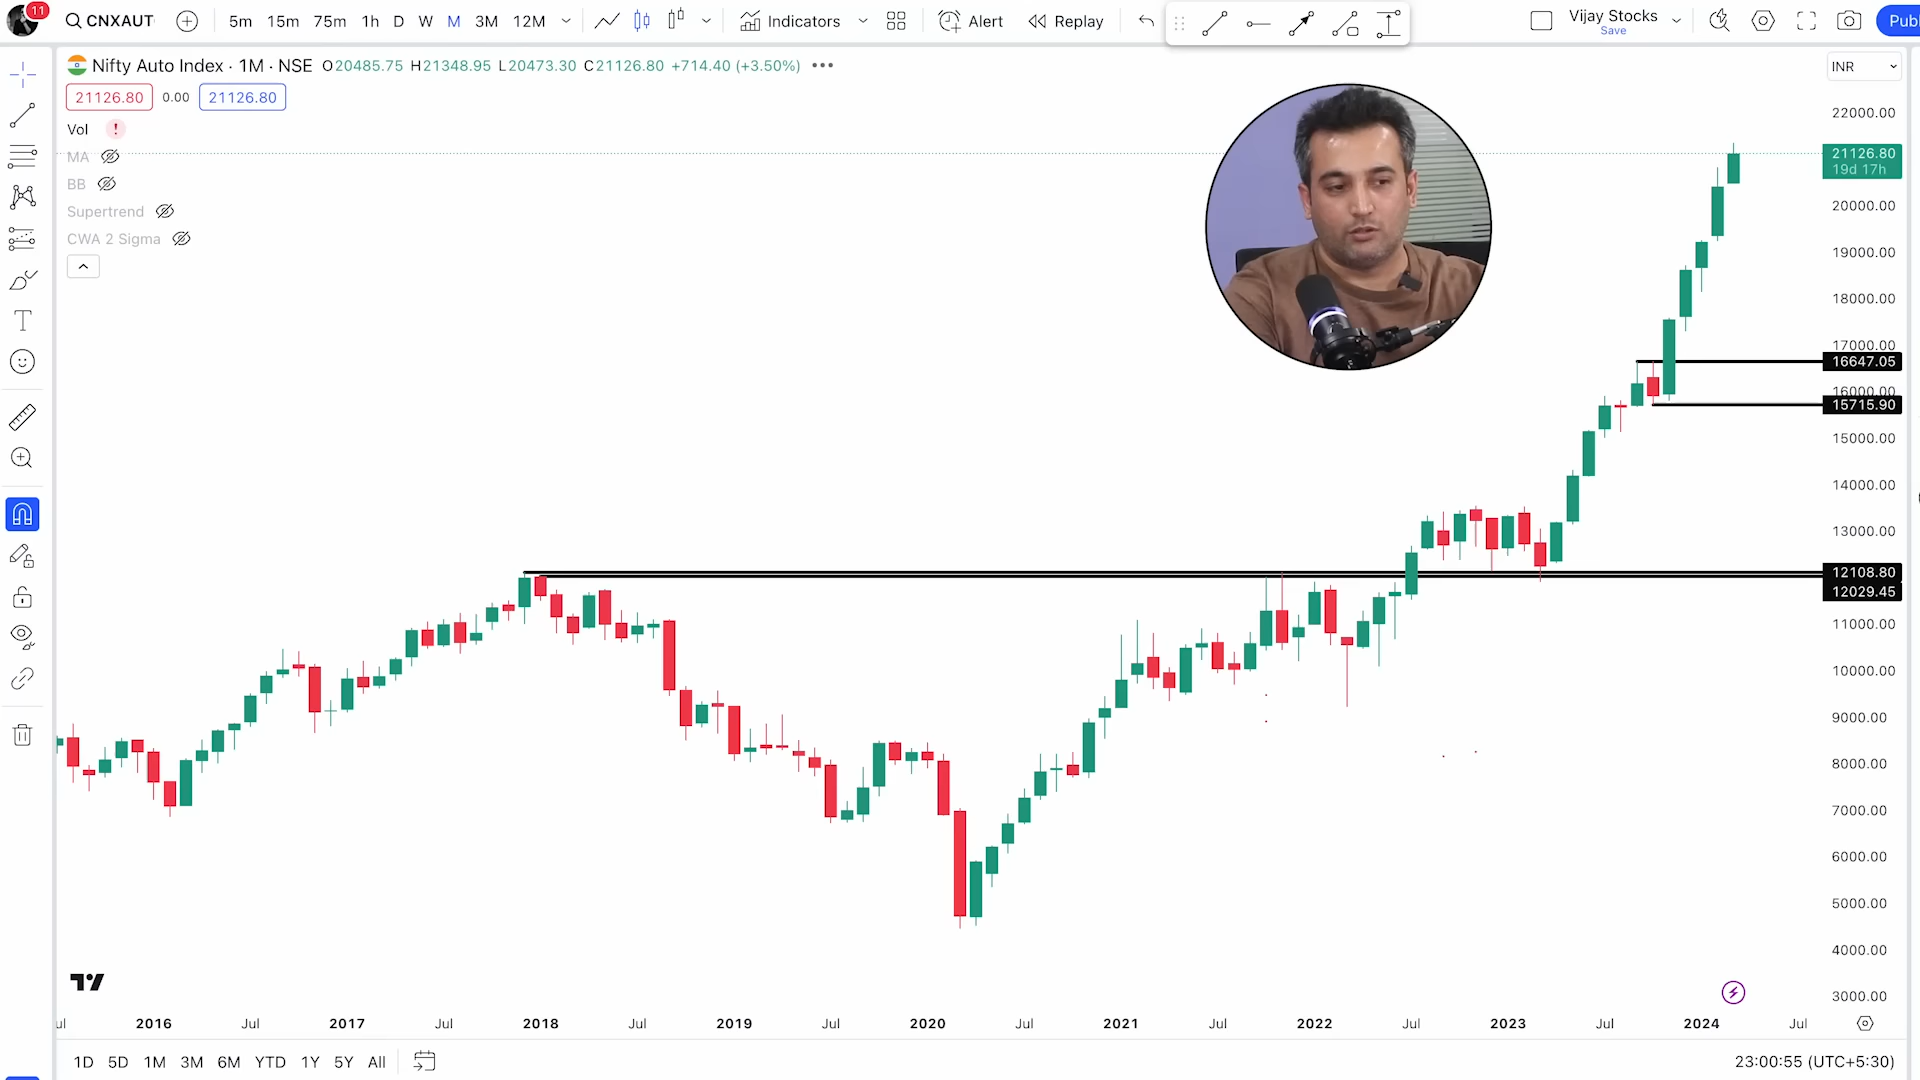 11
CNXAUT
5m 15m 75m 1h D W M 3M 12M
Indicators
Alert
Replay
Vijay Stocks
Save
Publ
Nifty Auto Index · 1M · NSE O20485.75 H21348.95 L20473.30 C21126.80 +714.40 (+3.50%)
INR
21126.80 0.00 21126.80
Vol
MA
BB
Supertrend
CWA 2 Sigma
22000.00
21126.80
19d 17h
20000.00
19000.00
18000.00
17000.00
16647.05
16000.00
15715.90
15000.00
14000.00
13000.00
12108.80
12029.45
11000.00
10000.00
9000.00
8000.00
7000.00
6000.00
5000.00
4000.00
3000.00
ul 2016 Jul 2017 Jul 2018 Jul 2019 Jul 2020 Jul 2021 Jul 2022 Jul 2023 Jul 2024 Jul
1D 5D 1M 3M 6M YTD 1Y 5Y All
23:00:55 (UTC+5:30)